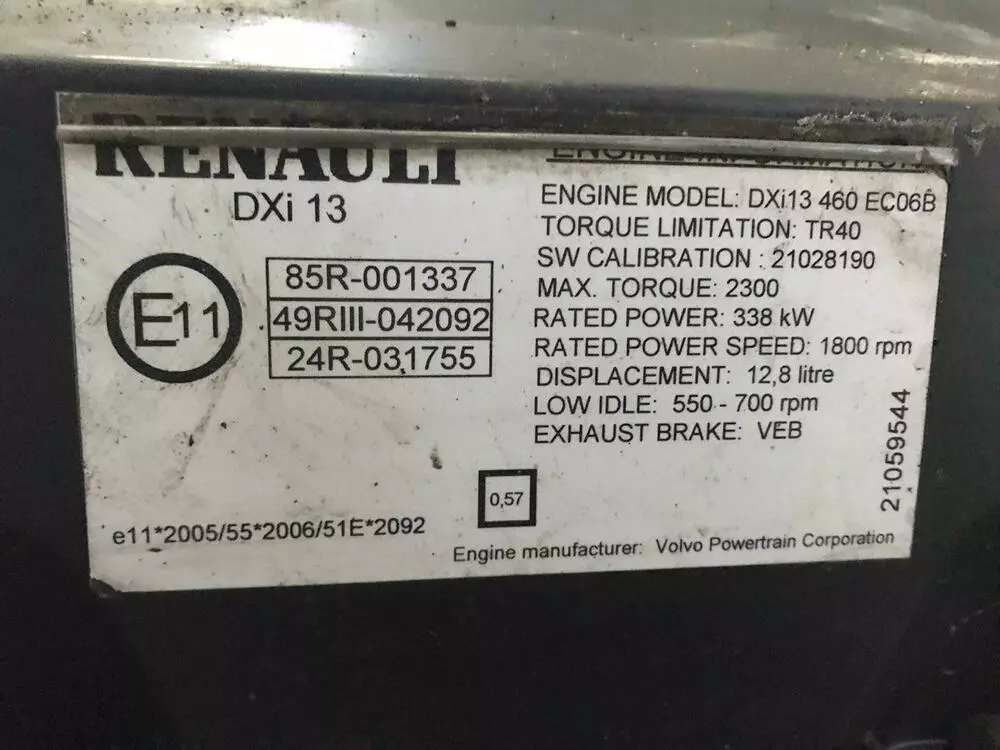 RENAULT
DXi 13
E11
85R-001337
49RIII-042092
24R-031755
ENGINE INFORMATION
ENGINE MODEL: DXi13 460 EC06B
TORQUE LIMITATION: TR40
SW CALIBRATION : 21028190
MAX. TORQUE: 2300
RATED POWER: 338 kW
RATED POWER SPEED: 1800 rpm
DISPLACEMENT: 12,8 litre
LOW IDLE: 550 - 700 rpm
EXHAUST BRAKE: VEB
21059544
0,57
e11*2005/55*2006/51E*2092
Engine manufacturer: Volvo Powertrain Corporation